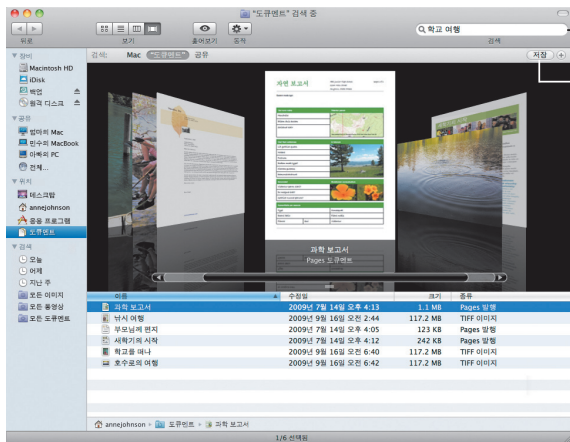 "도큐멘트" 검색 중
학교 여행
뒤로 보기 훑어보기 동작 검색
검색: Mac "도큐멘트" 공유 저장
장비
Macintosh HD
iDisk
백업
원격 디스크
공유
엄마의 Mac
민수의 MacBook
아빠의 PC
전체...
위치
데스크탑
annejohnson
응용 프로그램
도큐멘트
검색
오늘
어제
지난 주
모든 이미지
모든 동영상
모든 도큐멘트
자연 보고서
과학 보고서
Pages 도큐멘트
이름 수정일 크기 종류
과학 보고서 2009년 7월 14일 오후 4:13 1.1 MB Pages 발행
낚시 여행 2009년 9월 16일 오전 2:44 117.2 MB TIFF 이미지
부모님께 편지 2009년 7월 14일 오후 4:05 123 KB Pages 발행
새학기의 시작 2009년 7월 14일 오후 4:12 242 KB Pages 발행
학교를 떠나 2009년 9월 16일 오전 6:40 117.2 MB TIFF 이미지
호수로의 여행 2009년 9월 16일 오전 6:42 117.2 MB TIFF 이미지
annejohnson ▸ 도큐멘트 ▸ 과학 보고서
1/6 선택됨